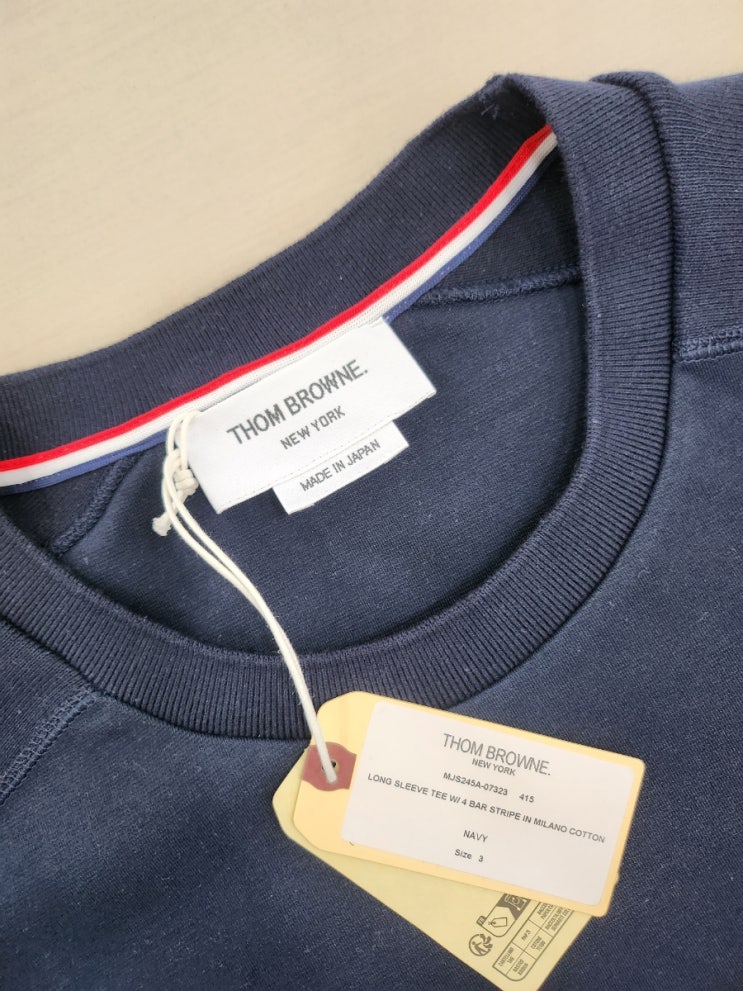 THOM BROWNE.
NEW YORK
MADE IN JAPAN
THOM BROWNE.
NEW YORK
MJS245A-07323 415
LONG SLEEVE TEE W/ 4 BAR STRIPE IN MILANO COTTON
NAVY
Size 3